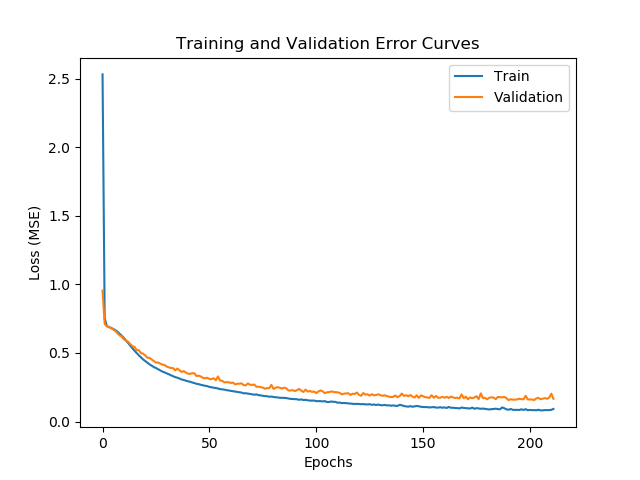 Training and Validation Error Curves
Train
Validation
2.5
2.0
1.5
1.0
0.5
0.0
Loss (MSE)
0 50 100 150 200
Epochs